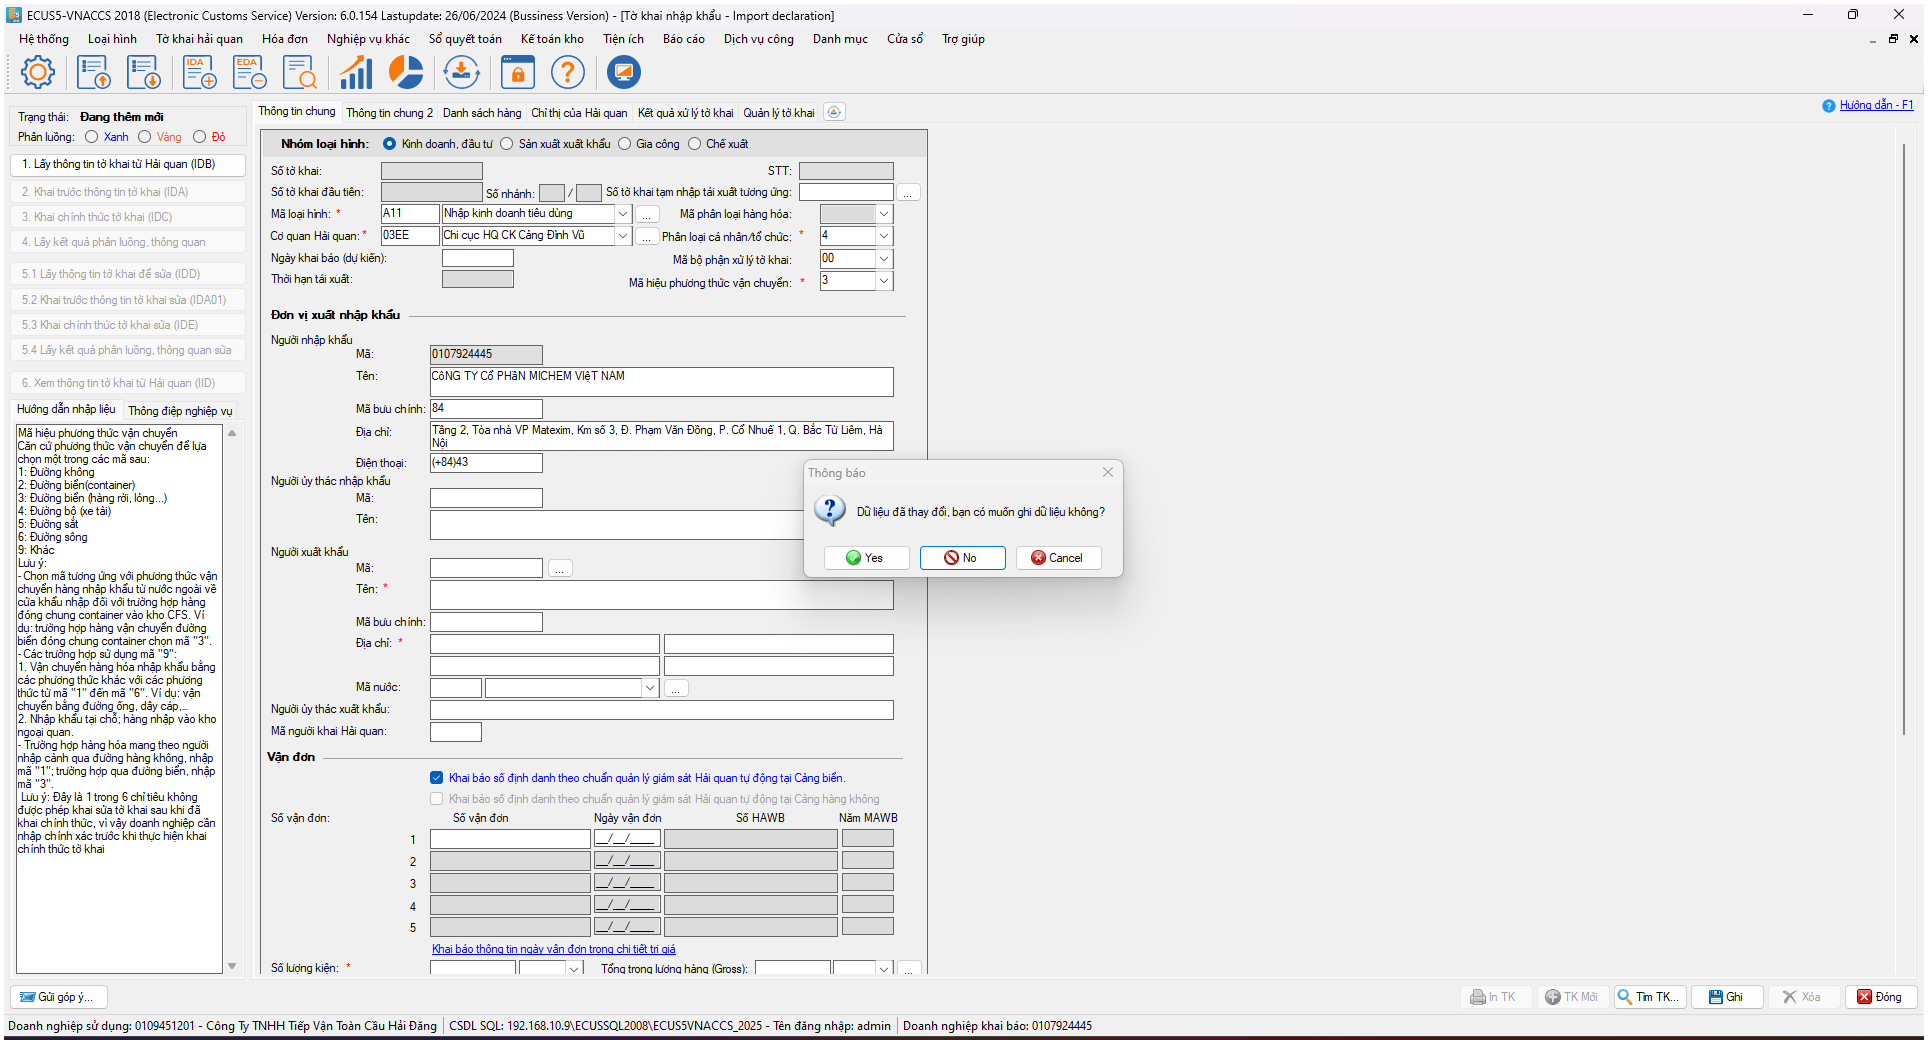 ECUS5-VNACCS 2018 (Electronic Customs Service) Version: 6.0.154 Lastupdate: 26/06/2024 (Bussiness Version) - [Tờ khai nhập khẩu - Import declaration]
Hệ thống Loại hình Tờ khai hải quan Hóa đơn Nghiệp vụ khác Sổ quyết toán Kế toán kho Tiện ích Báo cáo Dịch vụ công Danh mục Cửa sổ Trợ giúp
IDA EDA
Trạng thái: Đang thêm mới
Phân luồng: Xanh Vàng Đỏ
1. Lấy thông tin tờ khai từ Hải quan (IDB)
2. Khai trước thông tin tờ khai (IDA)
3. Khai chính thức tờ khai (IDC)
4. Lấy kết quả phân luồng, thông quan
5.1 Lấy thông tin tờ khai để sửa (IDD)
5.2 Khai trước thông tin tờ khai sửa (IDA01)
5.3 Khai chính thức tờ khai sửa (IDE)
5.4 Lấy kết quả phân luồng, thông quan sửa
6. Xem thông tin tờ khai từ Hải quan (IID)
Hướng dẫn nhập liệu Thông điệp nghiệp vụ
Mã hiệu phương thức vận chuyển
Căn cứ phương thức vận chuyển để lựa
chọn một trong các mã sau:
1: Đường không
2: Đường biển(container)
3: Đường biển (hàng rời, lỏng...)
4: Đường bộ (xe tải)
5: Đường sắt
6: Đường sông
9: Khác
Lưu ý:
- Chọn mã tương ứng với phương thức vận
chuyển hàng nhập khẩu từ nước ngoài về
cửa khẩu nhập đối với trường hợp hàng
đóng chung container vào kho CFS. Ví
dụ: trường hợp hàng vận chuyển đường
biển đóng chung container chọn mã "3".
- Các trường hợp sử dụng mã "9":
1. Vận chuyển hàng hóa nhập khẩu bằng
các phương thức khác với các phương
thức từ mã "1" đến mã "6". Ví dụ: vận
chuyển bằng đường ống, dây cáp,...
2. Nhập khẩu tại chỗ; hàng nhập vào kho
ngoại quan.
- Trường hợp hàng hóa mang theo người
nhập cảnh qua đường hàng không, nhập
mã "1"; trường hợp qua đường biển, nhập
mã "3".
Lưu ý: Đây là 1 trong 6 chỉ tiêu không
được phép khai sửa tờ khai sau khi đã
khai chính thức, vì vậy doanh nghiệp cần
nhập chính xác trước khi thực hiện khai
chính thức tờ khai
Thông tin chung Thông tin chung 2 Danh sách hàng Chỉ thị của Hải quan Kết quả xử lý tờ khai Quản lý tờ khai
Hướng dẫn - F1
Nhóm loại hình: Kinh doanh, đầu tư Sản xuất xuất khẩu Gia công Chế xuất
Số tờ khai: STT:
Số tờ khai đầu tiên: Số nhánh: / Số tờ khai tạm nhập tái xuất tương ứng: ...
Mã loại hình: * A11 Nhập kinh doanh tiêu dùng ... Mã phân loại hàng hóa:
Cơ quan Hải quan: * 03EE Chi cục HQ CK Cảng Đình Vũ ... Phân loại cá nhân/tổ chức: * 4
Ngày khai báo (dự kiến): Mã bộ phận xử lý tờ khai: 00
Thời hạn tái xuất: Mã hiệu phương thức vận chuyển: * 3
Đơn vị xuất nhập khẩu
Người nhập khẩu
Mã: 0107924445
Tên: CôNG TY Cổ PHầN MICHEM VIệT NAM
Mã bưu chính: 84
Địa chỉ: Tầng 2, Tòa nhà VP Matexim, Km số 3, Đ. Phạm Văn Đồng, P. Cổ Nhuế 1, Q. Bắc Từ Liêm, Hà
Nội
Điện thoại: (+84)43
Người ủy thác nhập khẩu
Mã:
Tên:
Người xuất khẩu
Mã: ...
Tên: *
Mã bưu chính:
Địa chỉ: *
Mã nước: ...
Người ủy thác xuất khẩu:
Mã người khai Hải quan:
Vận đơn
Khai báo số định danh theo chuẩn quản lý giám sát Hải quan tự động tại Cảng biển.
Khai báo số định danh theo chuẩn quản lý giám sát Hải quan tự động tại Cảng hàng không
Số vận đơn: Số vận đơn Ngày vận đơn Số HAWB Năm MAWB
1 __/__/____
2 __/__/____
3 __/__/____
4 __/__/____
5 __/__/____
Khai báo thông tin ngày vận đơn trong chi tiết trị giá
Số lượng kiện: * Tổng trọng lượng hàng (Gross): ...
Thông báo
Dữ liệu đã thay đổi, bạn có muốn ghi dữ liệu không?
Yes No Cancel
Gửi góp ý... In TK TK Mới Tìm TK... Ghi Xóa Đóng
Doanh nghiệp sử dụng: 0109451201 - Công Ty TNHH Tiếp Vận Toàn Cầu Hải Đăng CSDL SQL: 192.168.10.9\ECUSSQL2008\ECUS5VNACCS_2025 - Tên đăng nhập: admin Doanh nghiệp khai báo: 0107924445